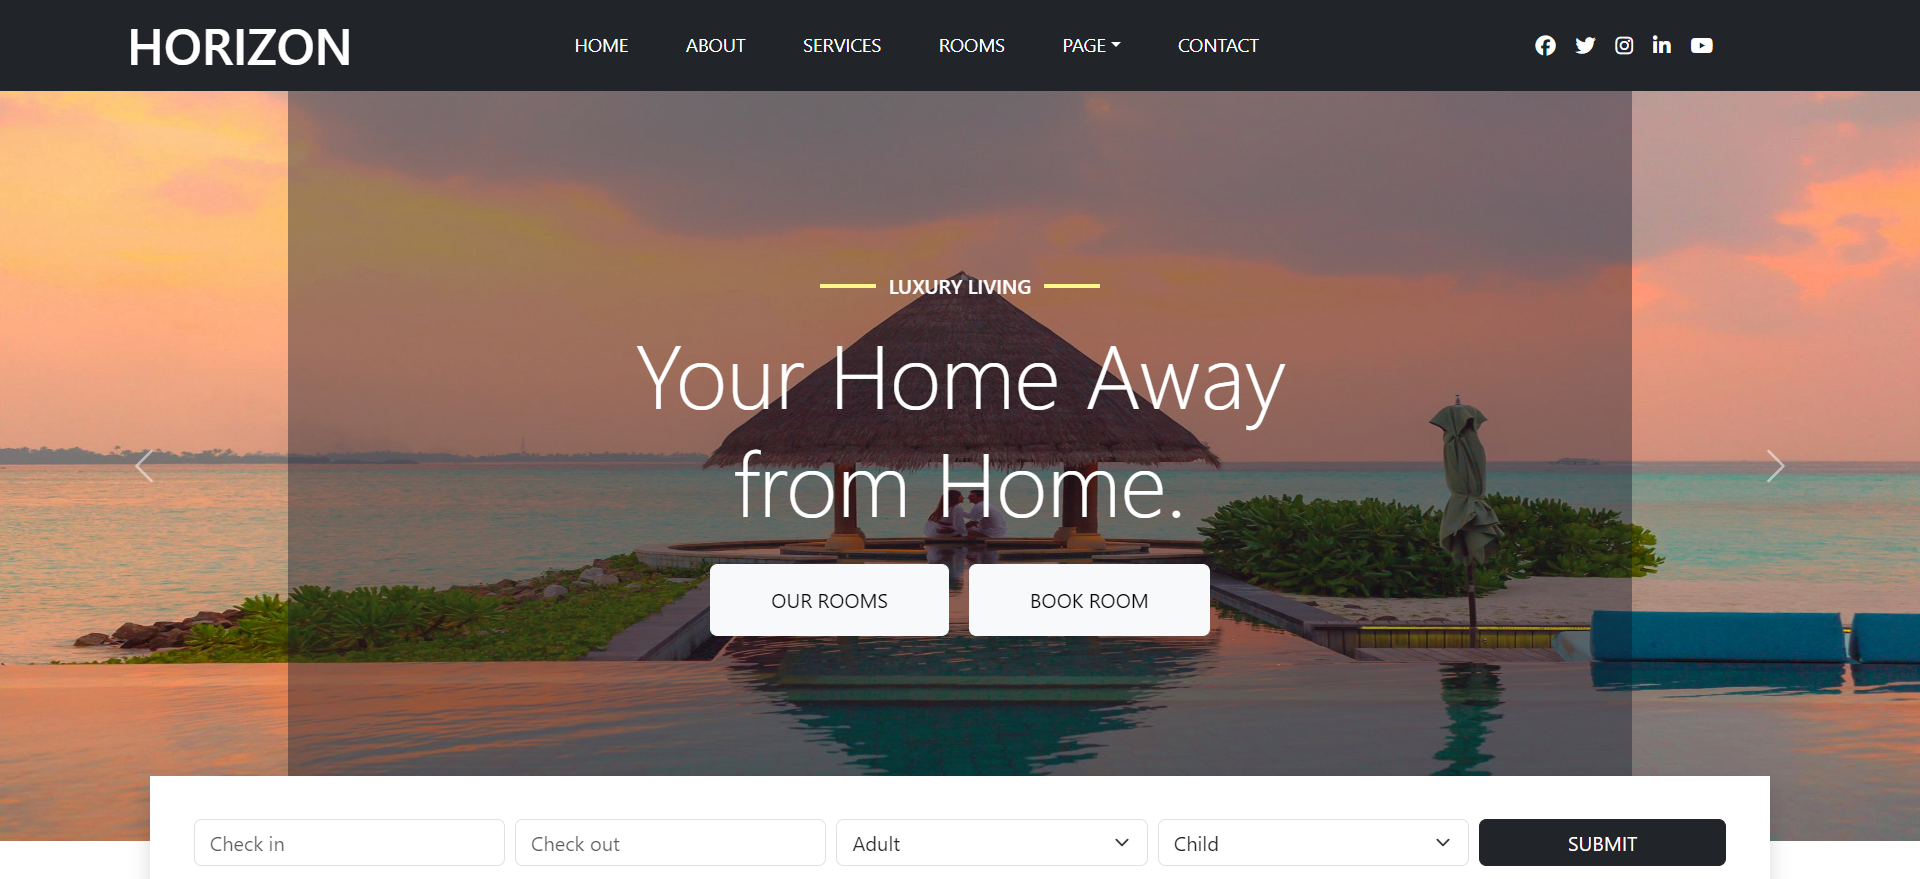 HORIZON
HOME ABOUT SERVICES ROOMS PAGE CONTACT
LUXURY LIVING
Your Home Away
from Home.
OUR ROOMS BOOK ROOM
Check in Check out Adult Child SUBMIT